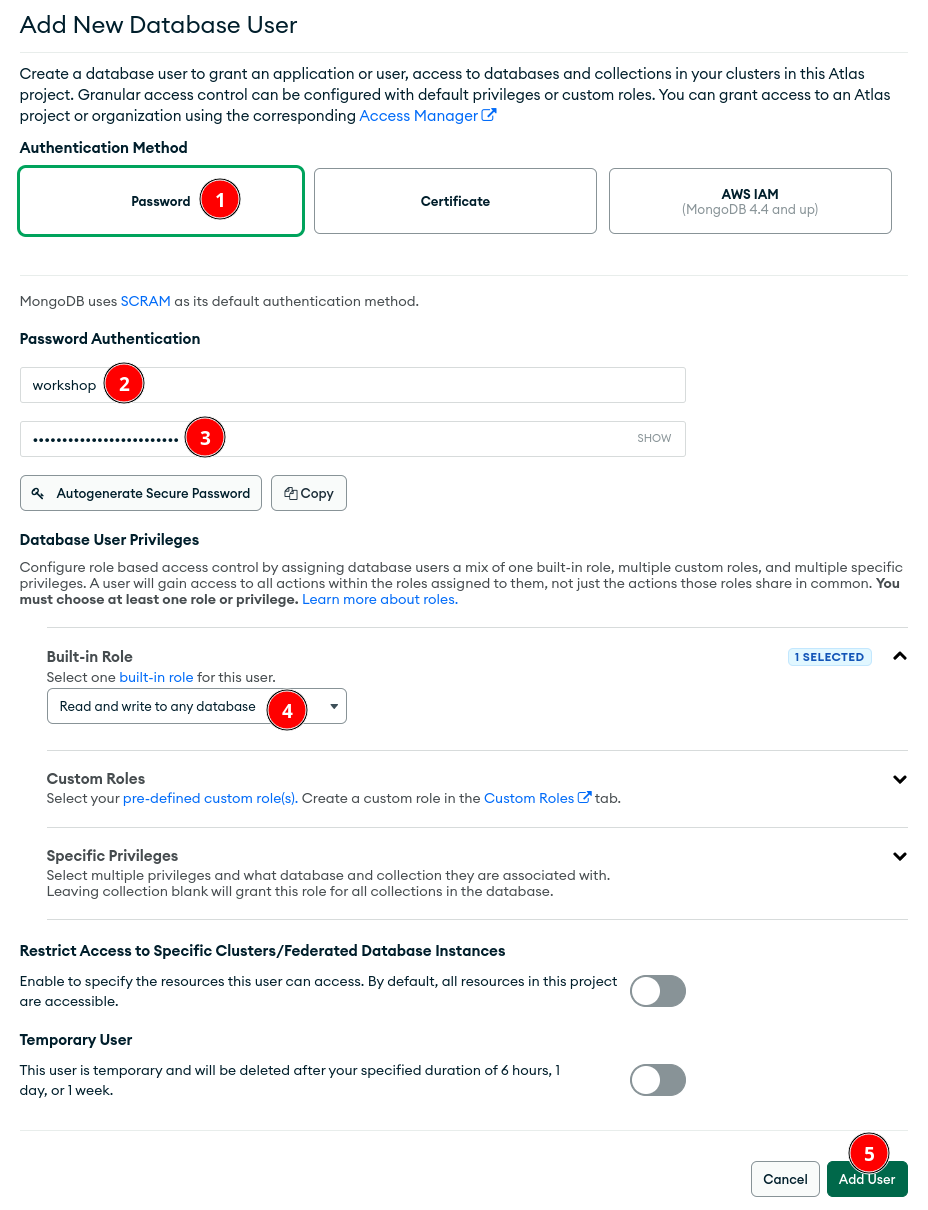 Add New Database User
Create a database user to grant an application or user, access to databases and collections in your clusters in this Atlas
project. Granular access control can be configured with default privileges or custom roles. You can grant access to an Atlas
project or organization using the corresponding Access Manager
Authentication Method
Password 1
Certificate
AWS IAM
(MongoDB 4.4 and up)
MongoDB uses SCRAM as its default authentication method.
Password Authentication
workshop 2
••••••••••••••••••••••••• 3 SHOW
Autogenerate Secure Password Copy
Database User Privileges
Configure role based access control by assigning database users a mix of one built-in role, multiple custom roles, and multiple specific
privileges. A user will gain access to all actions within the roles assigned to them, not just the actions those roles share in common. You
must choose at least one role or privilege. Learn more about roles.
Built-in Role 1 SELECTED
Select one built-in role for this user.
Read and write to any database 4
Custom Roles
Select your pre-defined custom role(s). Create a custom role in the Custom Roles tab.
Specific Privileges
Select multiple privileges and what database and collection they are associated with.
Leaving collection blank will grant this role for all collections in the database.
Restrict Access to Specific Clusters/Federated Database Instances
Enable to specify the resources this user can access. By default, all resources in this project
are accessible.
Temporary User
This user is temporary and will be deleted after your specified duration of 6 hours, 1
day, or 1 week.
5
Cancel Add User